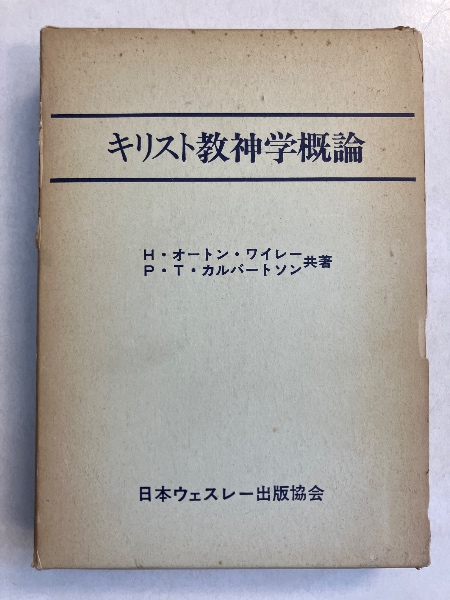 キリスト教神学概論
H・オートン・ワイレー
P・T・カルバートソン共著
日本ウェスレー出版協会